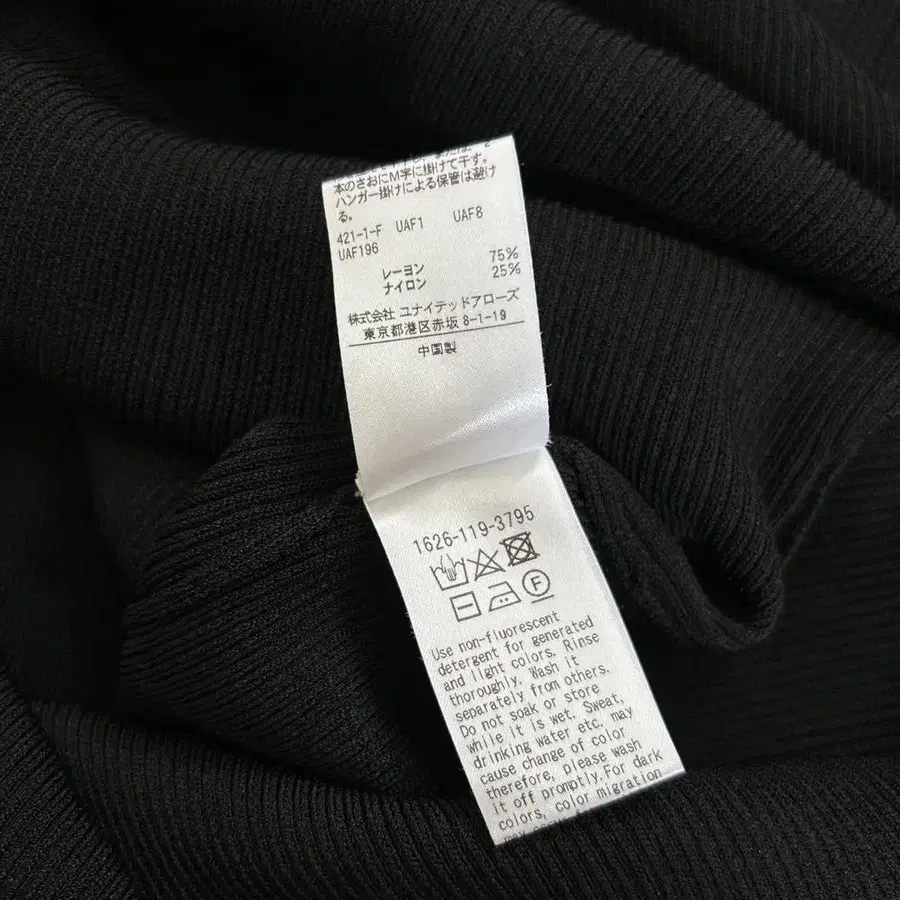 本のさおにM字に掛けて干す。
ハンガー掛けによる保管は避け
る。
421-1-F UAF1 UAF8
UAF196
レーヨン 75%
ナイロン 25%
株式会社 ユナイテッドアローズ
東京都港区赤坂 8-1-19
中国製
1626-119-3795
F
Use non-fluorescent
detergent for generated
and light colors. Rinse
thoroughly. Wash it
separately from others.
Do not soak or store
while it is wet. Sweat,
drinking water etc. may
cause change of color
therefore, please wash
it off promptly.For dark
colors, color migration